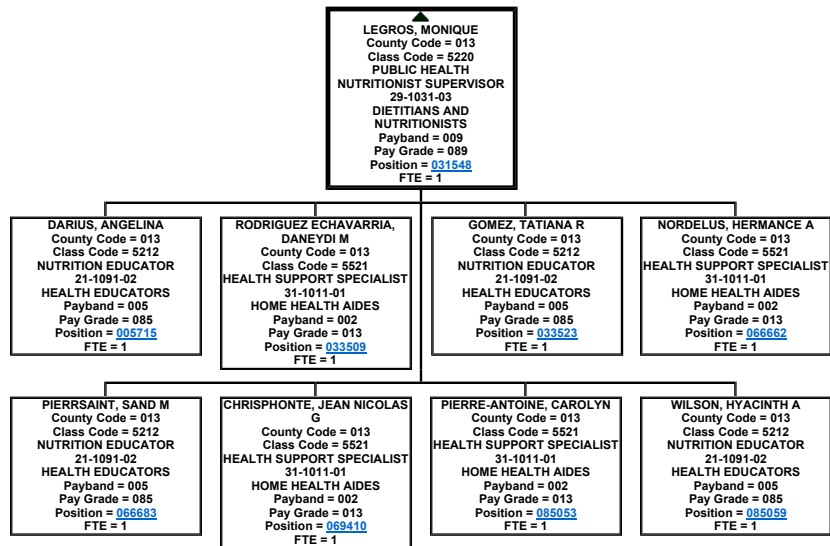 LEGROS, MONIQUE
County Code = 013
Class Code = 5220
PUBLIC HEALTH
NUTRITIONIST SUPERVISOR
29-1031-03
DIETITIANS AND
NUTRITIONISTS
Payband = 009
Pay Grade = 089
Position = 031548
FTE = 1
DARIUS, ANGELINA
County Code = 013
Class Code = 5212
NUTRITION EDUCATOR
21-1091-02
HEALTH EDUCATORS
Payband = 005
Pay Grade = 085
Position = 005715
FTE = 1
RODRIGUEZ ECHAVARRIA,
DANEYDI M
County Code = 013
Class Code = 5521
HEALTH SUPPORT SPECIALIST
31-1011-01
HOME HEALTH AIDES
Payband = 002
Pay Grade = 013
Position = 033509
FTE = 1
GOMEZ, TATIANA R
County Code = 013
Class Code = 5212
NUTRITION EDUCATOR
21-1091-02
HEALTH EDUCATORS
Payband = 005
Pay Grade = 085
Position = 033523
FTE = 1
NORDELUS, HERMANCE A
County Code = 013
Class Code = 5521
HEALTH SUPPORT SPECIALIST
31-1011-01
HOME HEALTH AIDES
Payband = 002
Pay Grade = 013
Position = 066662
FTE = 1
PIERRSAINT, SAND M
County Code = 013
Class Code = 5212
NUTRITION EDUCATOR
21-1091-02
HEALTH EDUCATORS
Payband = 005
Pay Grade = 085
Position = 066683
FTE = 1
CHRISPHONTE, JEAN NICOLAS
G
County Code = 013
Class Code = 5521
HEALTH SUPPORT SPECIALIST
31-1011-01
HOME HEALTH AIDES
Payband = 002
Pay Grade = 013
Position = 069410
FTE = 1
PIERRE-ANTOINE, CAROLYN
County Code = 013
Class Code = 5521
HEALTH SUPPORT SPECIALIST
31-1011-01
HOME HEALTH AIDES
Payband = 002
Pay Grade = 013
Position = 085053
FTE = 1
WILSON, HYACINTH A
County Code = 013
Class Code = 5212
NUTRITION EDUCATOR
21-1091-02
HEALTH EDUCATORS
Payband = 005
Pay Grade = 085
Position = 085059
FTE = 1